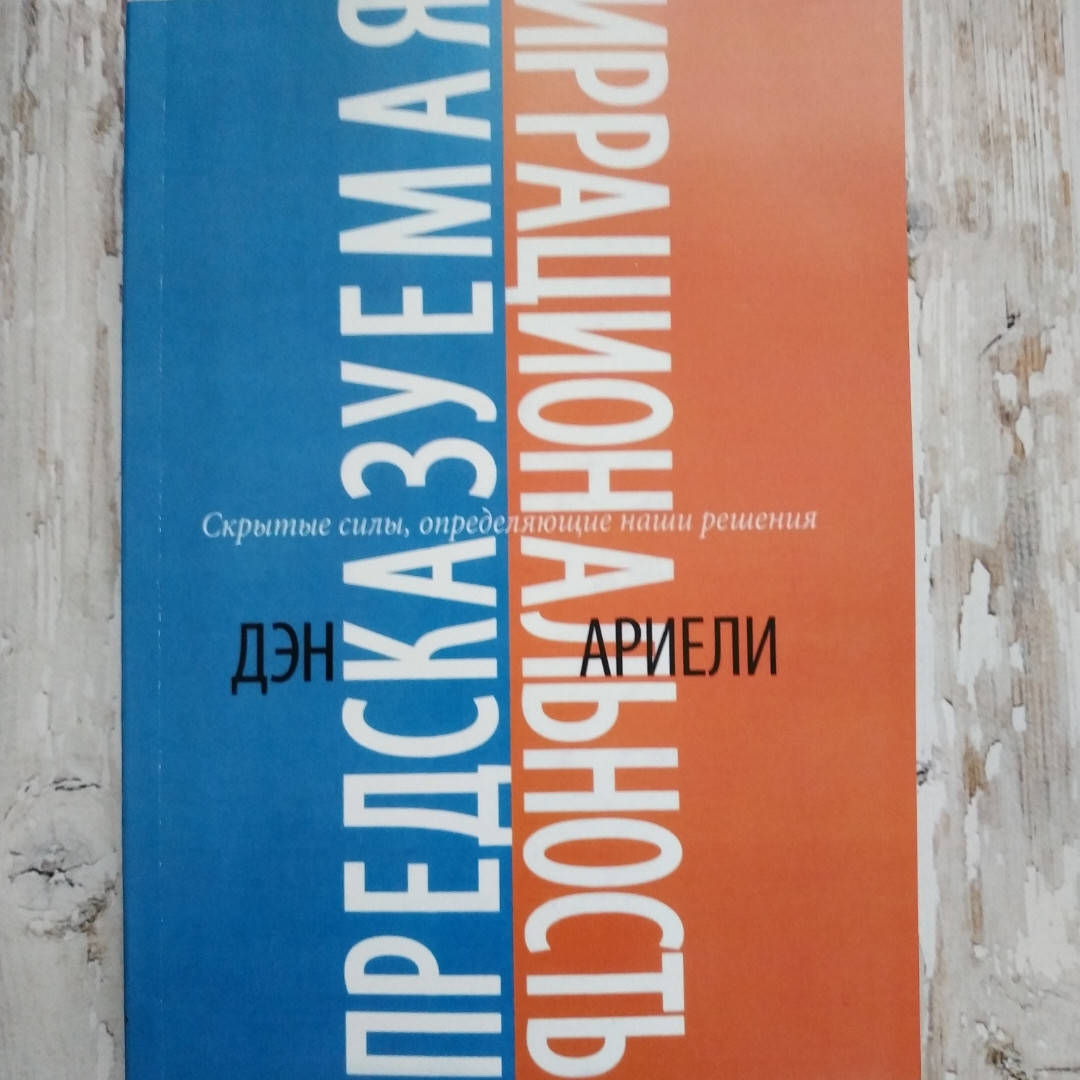 ПРЕДСКАЗУЕМАЯ
ИРРАЦИОНАЛЬНОСТЬ
Скрытые силы, определяющие наши решения
ДЭН АРИЕЛИ